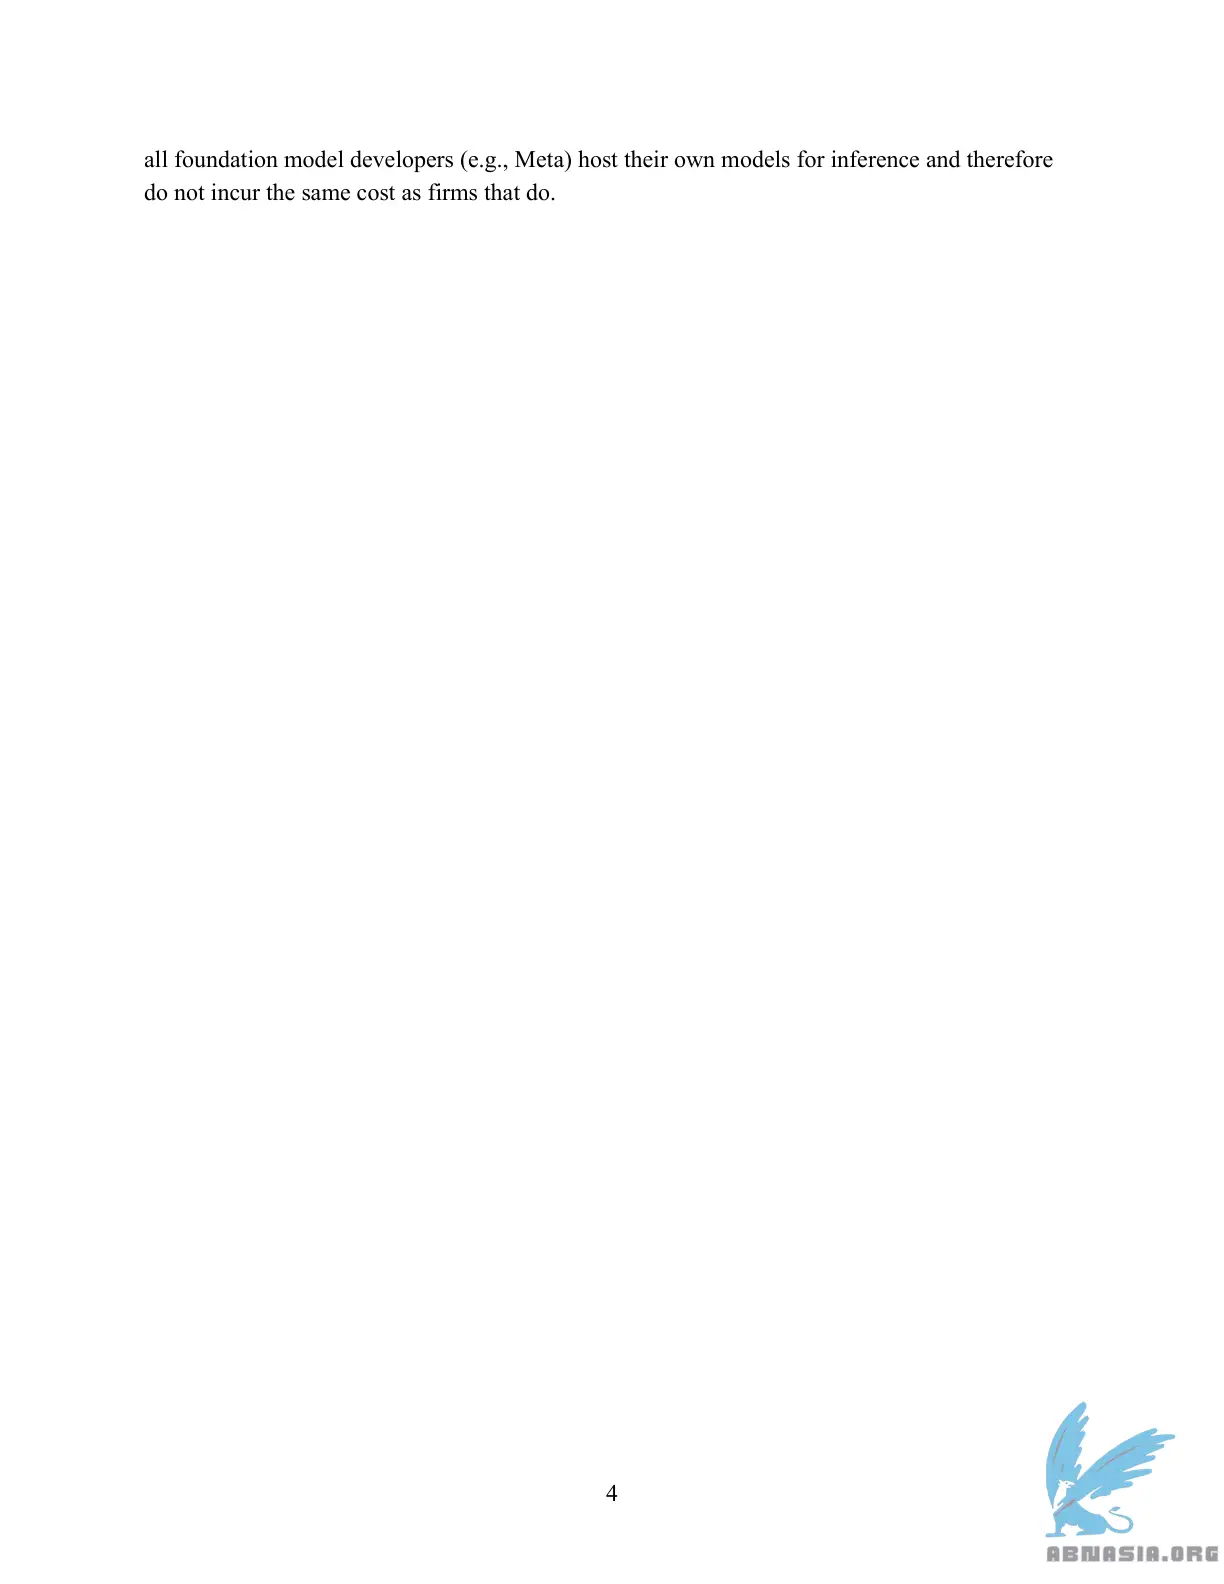 all foundation model developers (e.g., Meta) host their own models for inference and therefore
do not incur the same cost as firms that do.
4
ABNASIA.ORG